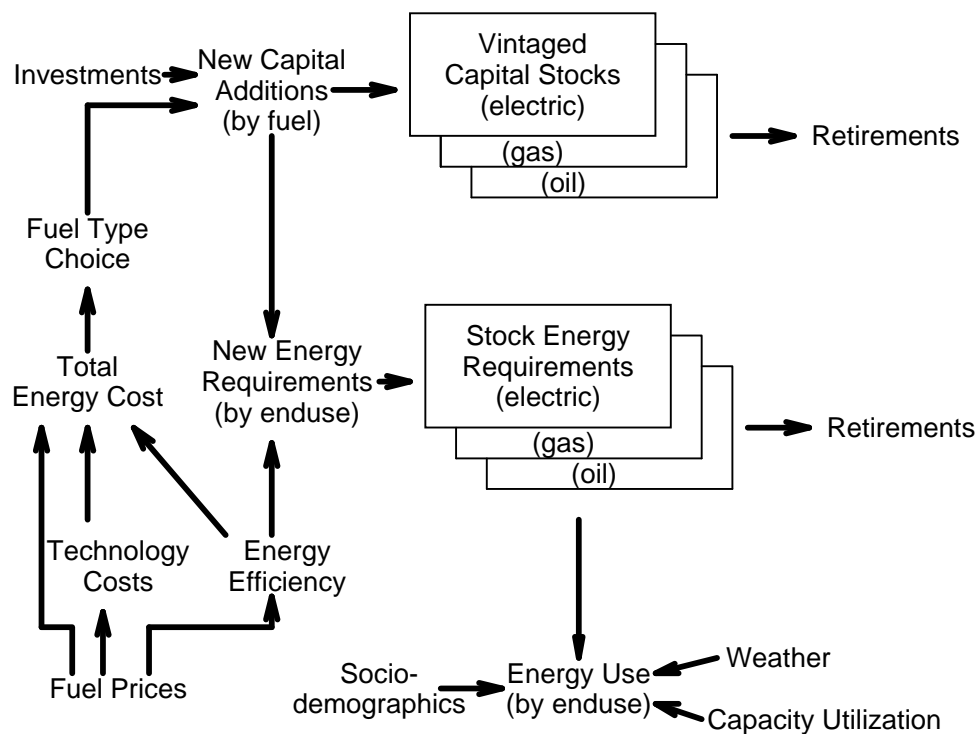 Investments
New Capital
Additions
(by fuel)
Vintaged
Capital Stocks
(electric)
(gas)
(oil)
Retirements
Fuel Type
Choice
Total
Energy Cost
New Energy
Requirements
(by enduse)
Stock Energy
Requirements
(electric)
(gas)
(oil)
Retirements
Technology
Costs
Energy
Efficiency
Fuel Prices
Socio-
demographics
Energy Use
(by enduse)
Weather
Capacity Utilization